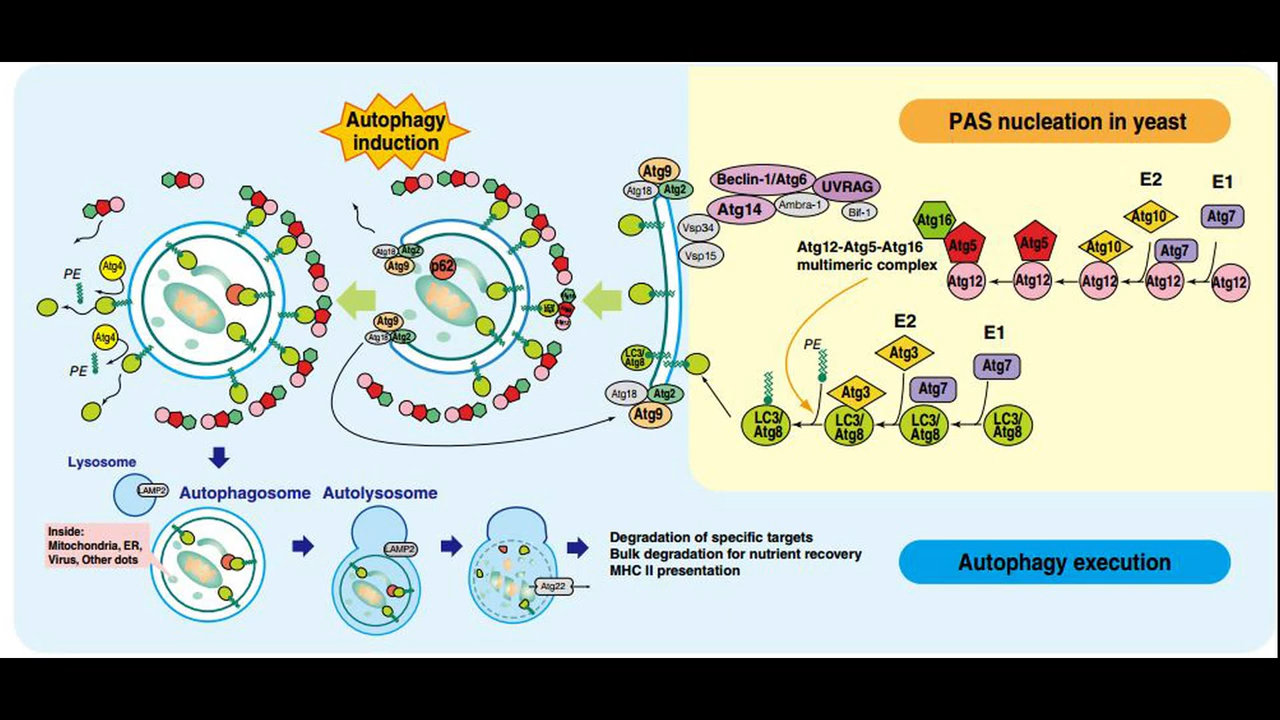 Autophagy
induction
PAS nucleation in yeast
E2
E1
Atg10
Atg7
Atg16
Atg5
Atg5
Atg10
Atg7
Atg12
Atg12
Atg12
Atg12
Atg12
Atg12-Atg5-Atg16
multimeric complex
Atg9
Atg18
Atg2
Beclin-1/Atg6
UVRAG
Atg14
Ambra-1
Bif-1
Vsp34
Vsp15
Atg18
Atg2
Atg9
p62
Atg9
Atg18
Atg2
PE
Atg4
Atg4
PE
LC3/
Atg8
Atg18
Atg2
Atg9
E2
E1
PE
Atg3
Atg7
Atg3
Atg7
LC3/
Atg8
LC3/
Atg8
LC3/
Atg8
LC3/
Atg8
Lysosome
LAMP2
Autophagosome
Autolysosome
Inside:
Mitochondria, ER,
Virus, Other dots
LAMP2
Atg22
Degradation of specific targets
Bulk degradation for nutrient recovery
MHC II presentation
Autophagy execution